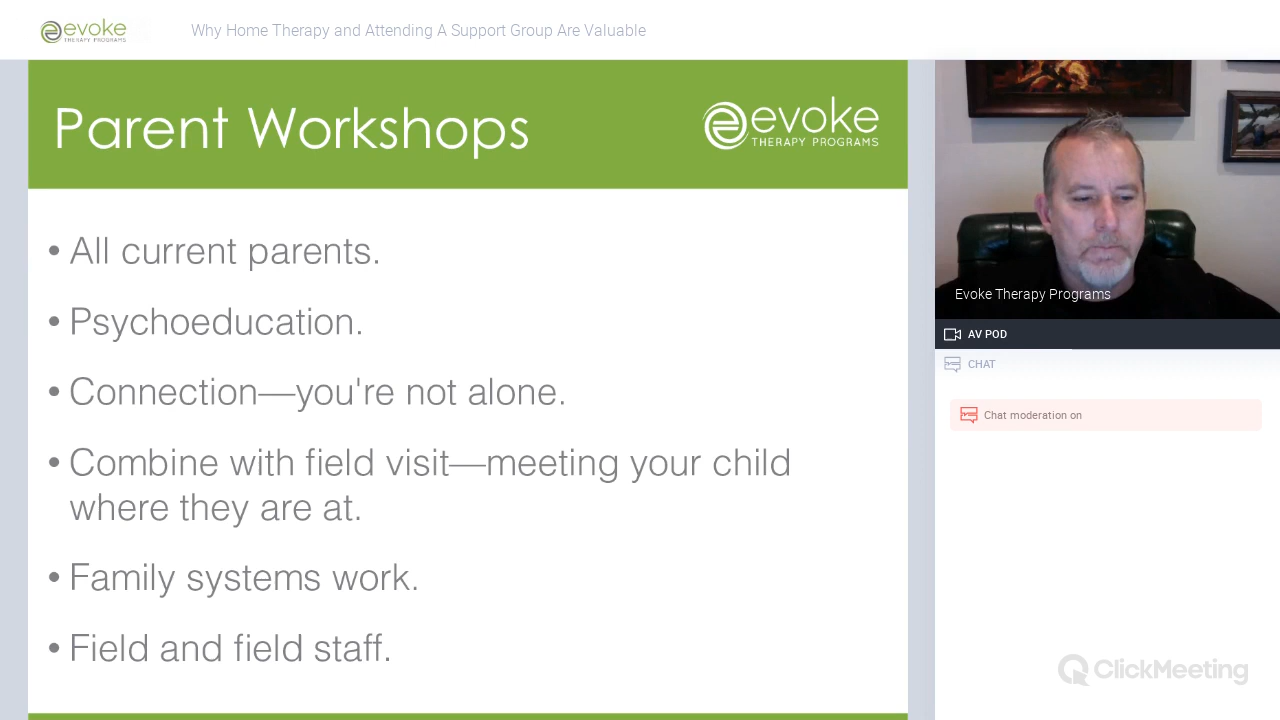 evoke
THERAPY PROGRAMS
Why Home Therapy and Attending A Support Group Are Valuable
Parent Workshops
evoke
THERAPY PROGRAMS
• All current parents.
• Psychoeducation.
• Connection—you're not alone.
• Combine with field visit—meeting your child
where they are at.
• Family systems work.
• Field and field staff.
Evoke Therapy Programs
AV POD
CHAT
Chat moderation on
ClickMeeting